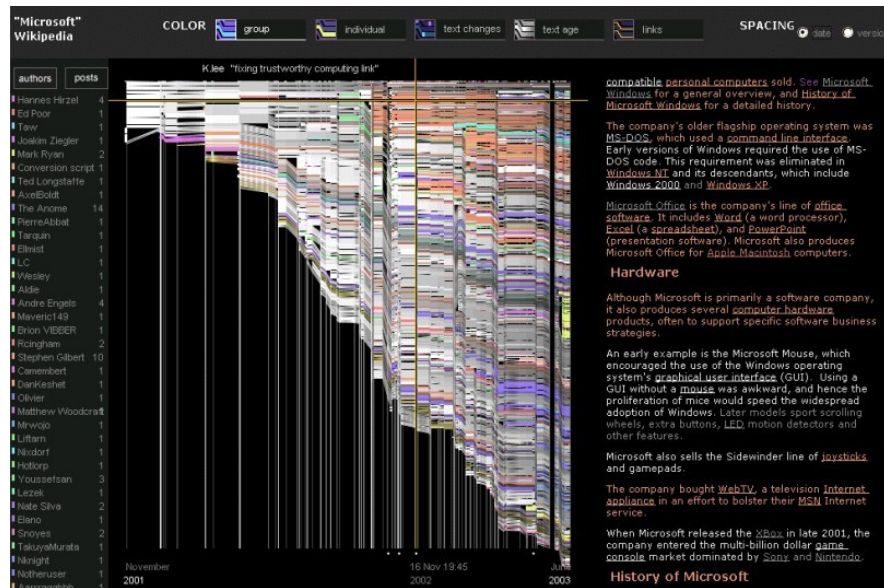 "Microsoft"
Wikipedia
COLOR group individual text changes text age links
SPACING date versio
authors posts
K.lee "fixing trustworthy computing link"
Hannes Hirzel 4
Ed Poor 1
Taw 1
Joakim Ziegler 1
Mark Ryan 2
Conversion script 1
Ted Longstaffe 1
AxelBoldt 1
The Anome 14
PierreAbbat 1
Tarquin 1
Ellmist 1
LC 1
Wesley 1
Aldie 1
Andre Engels 4
Maveric149 1
Brion VIBBER 1
Rcingham 2
Stephen Gilbert 10
Camembert 1
DanKeshet 1
Olivier 1
Matthew Woodcraft 1
Mrwojo 1
Liftarn 1
Nixdorf 1
Hotlorp 1
Youssefsan 3
Lezek 1
Nate Silva 2
Elano 1
Snoyes 2
TakuyaMurata 1
Nknight 1
Notheruser 1
November
2001
16 Nov 19:45
2002
June
2003
compatible personal computers sold. See Microsoft
Windows for a general overview, and History of
Microsoft Windows for a detailed history.
The company's older flagship operating system was
MS-DOS, which used a command line interface.
Early versions of Windows required the use of MS-
DOS code. This requirement was eliminated in
Windows NT and its descendants, which include
Windows 2000 and Windows XP.
Microsoft Office is the company's line of office
software. It includes Word (a word processor),
Excel (a spreadsheet), and PowerPoint
(presentation software). Microsoft also produces
Microsoft Office for Apple Macintosh computers.
Hardware
Although Microsoft is primarily a software company,
it also produces several computer hardware
products, often to support specific software business
strategies.
An early example is the Microsoft Mouse, which
encouraged the use of the Windows operating
system's graphical user interface (GUI). Using a
GUI without a mouse was awkward, and hence the
proliferation of mice would speed the widespread
adoption of Windows. Later models sport scrolling
wheels, extra buttons, LED motion detectors and
other features.
Microsoft also sells the Sidewinder line of joysticks
and gamepads.
The company bought WebTV, a television Internet
appliance in an effort to bolster their MSN Internet
service.
When Microsoft released the XBox in late 2001, the
company entered the multi-billion dollar game
console market dominated by Sony and Nintendo.
History of Microsoft